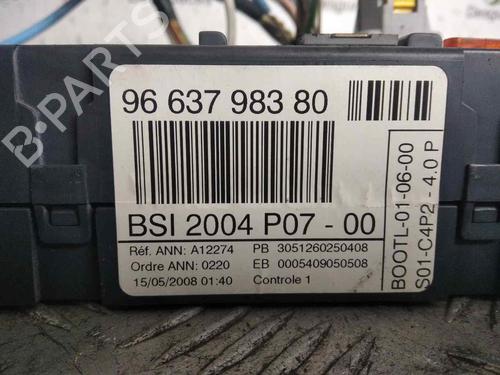 96 637 983 80
BSI 2004 P07 - 00
Réf. ANN: A12274 PB 3051260250408
Ordre ANN: 0220 EB 0005409050508
15/05/2008 01:40 Controle 1
BOOTL-01-06-00
S01-C4P2 - 4.0 P
B-PARTS